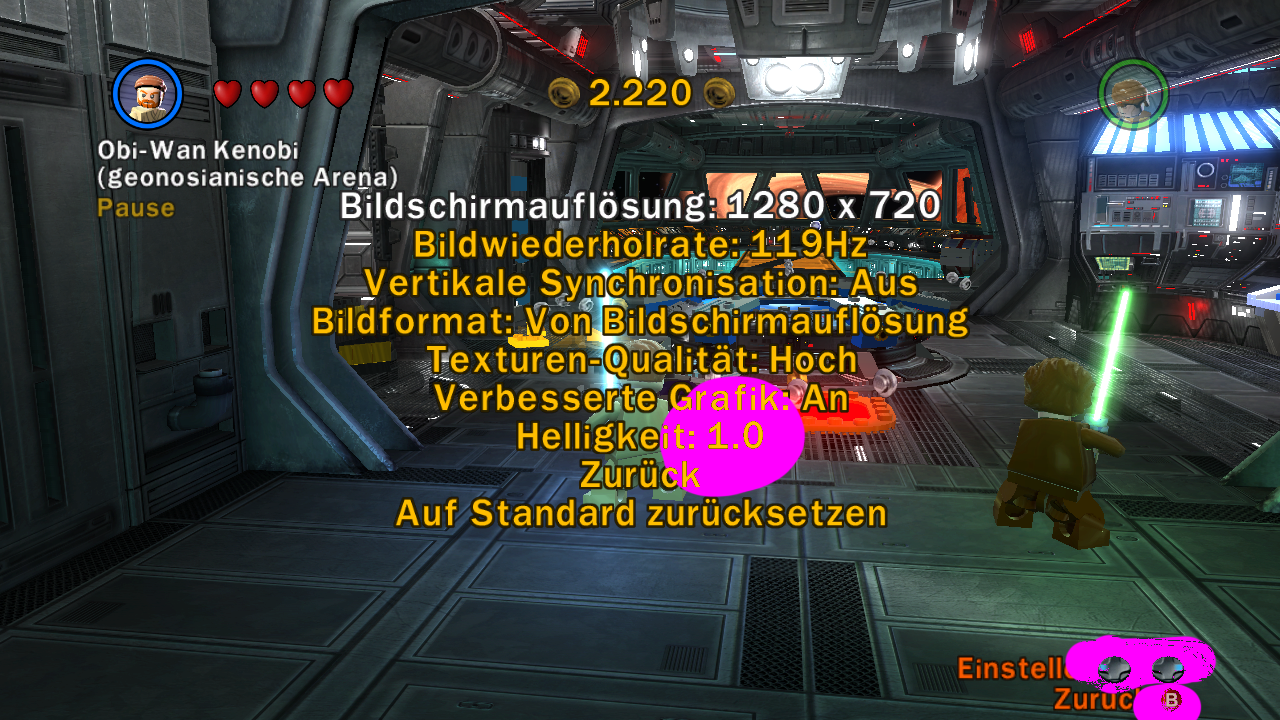 2.220
Obi-Wan Kenobi
(geonosianische Arena)
Pause
Bildschirmauflösung: 1280 x 720
Bildwiederholrate: 119Hz
Vertikale Synchronisation: Aus
Bildformat: Von Bildschirmauflösung
Texturen-Qualität: Hoch
Verbesserte Grafik: An
Helligkeit: 1.0
Zurück
Auf Standard zurücksetzen
B